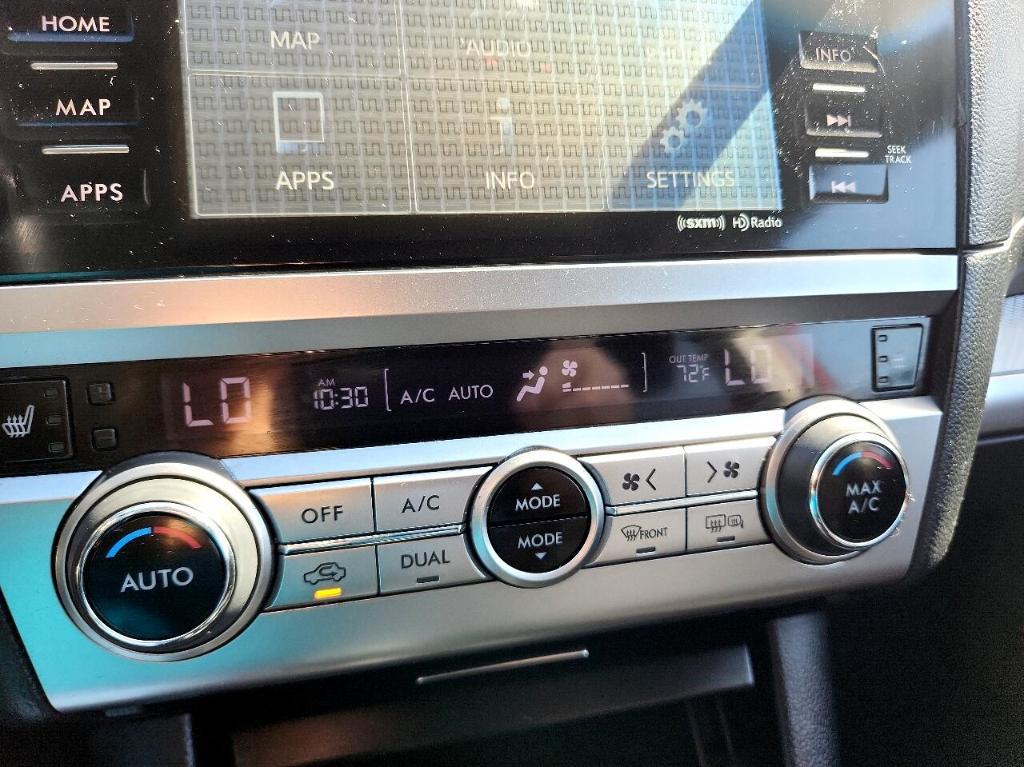 HOME
MAP
APPS
MAP
AUDIO
APPS
INFO
SETTINGS
INFO
SEEK
TRACK
((sxm)) HD Radio
LO
AM
10:30
A/C AUTO
OUT TEMP
72°F
LO
AUTO
OFF
A/C
DUAL
MODE
MODE
FRONT
MAX
A/C